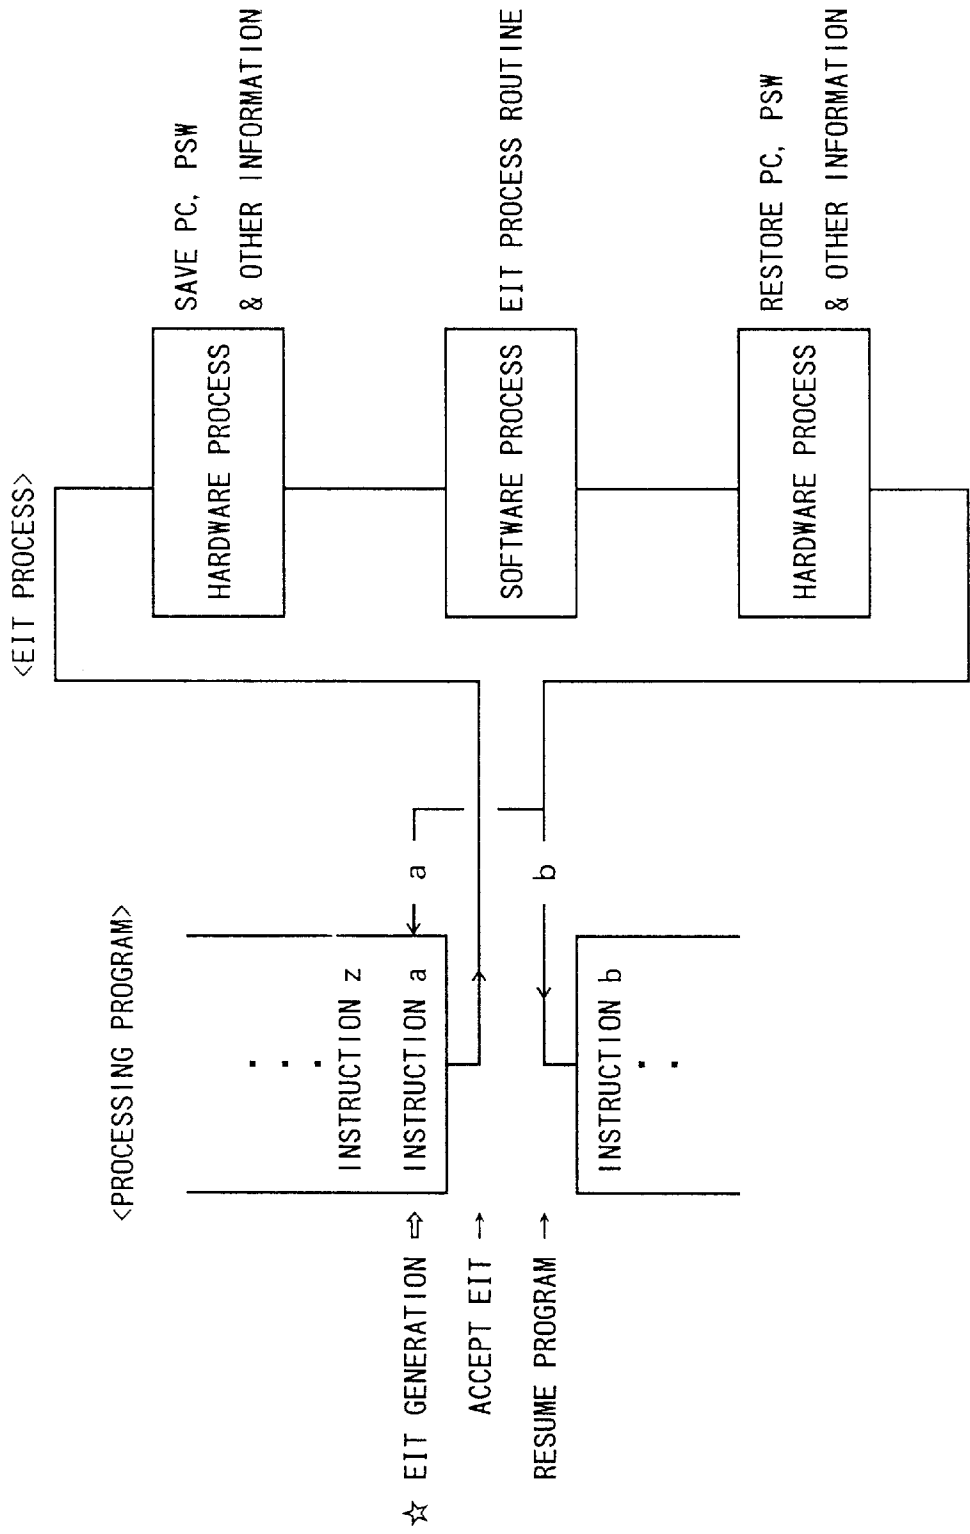 <PROCESSING PROGRAM>
. . .
INSTRUCTION z
☆ EIT GENERATION ⇨ INSTRUCTION a ← a
ACCEPT EIT →
RESUME PROGRAM → b
INSTRUCTION b
. .
<EIT PROCESS>
HARDWARE PROCESS
SAVE PC, PSW
& OTHER INFORMATION
SOFTWARE PROCESS
EIT PROCESS ROUTINE
HARDWARE PROCESS
RESTORE PC, PSW
& OTHER INFORMATION